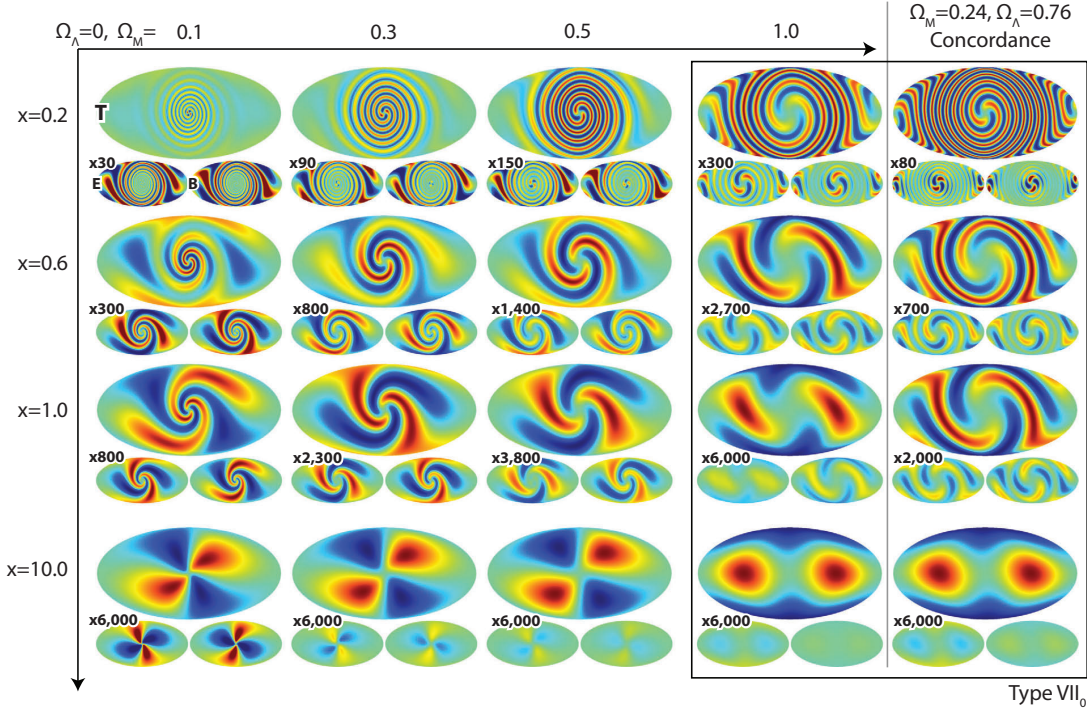 Ω_Λ=0, Ω_M= 0.1 0.3 0.5 1.0 Ω_M=0.24, Ω_Λ=0.76
Concordance
x=0.2 T
x30 x90 x150 x300 x80
E B
x=0.6
x300 x800 x1,400 x2,700 x700
x=1.0
x800 x2,300 x3,800 x6,000 x2,000
x=10.0
x6,000 x6,000 x6,000 x6,000 x6,000
Type VII_0